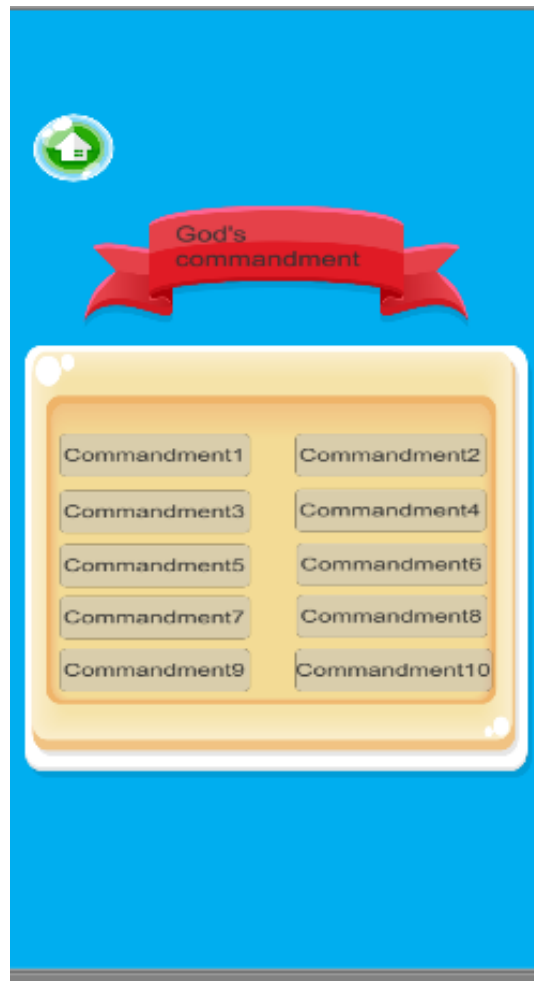 God's
commandment
Commandment1 Commandment2
Commandment3 Commandment4
Commandment5 Commandment6
Commandment7 Commandment8
Commandment9 Commandment10